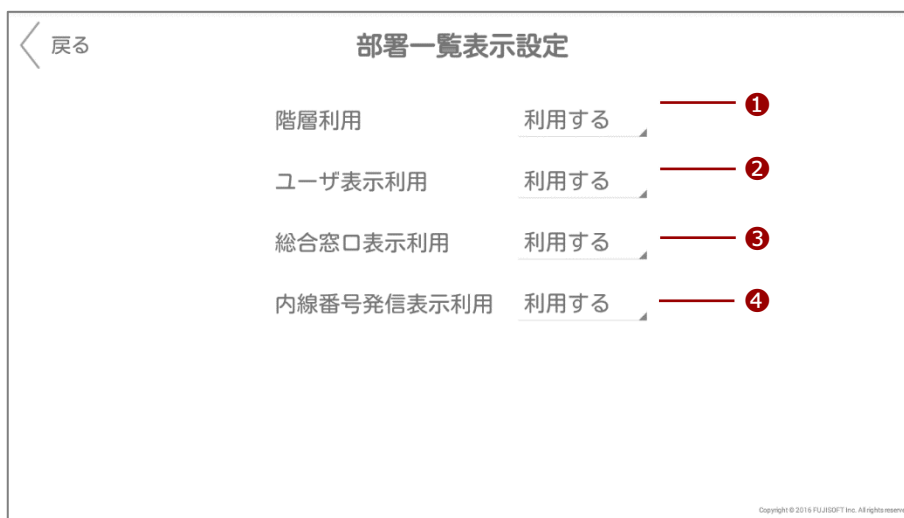 戻る
部署一覧表示設定
階層利用 利用する ❶
ユーザ表示利用 利用する ❷
総合窓口表示利用 利用する ❸
内線番号発信表示利用 利用する ❹
Copyright © 2016 FUJISOFT Inc. All rights reserve